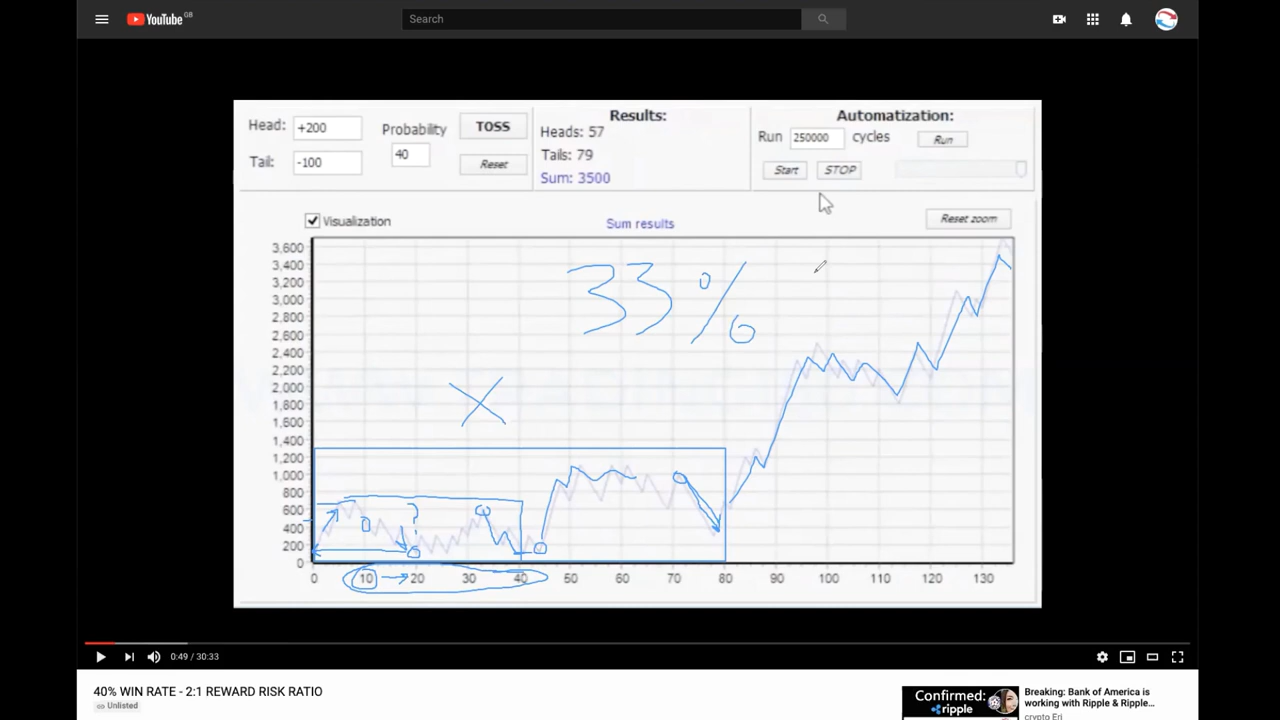 YouTube GB
Search
Head: +200
Tail: -100
Probability
40
TOSS
Reset
Results:
Heads: 57
Tails: 79
Sum: 3500
Automatization:
Run 250000 cycles Run
Start STOP
Visualization
Sum results
Reset zoom
3,600
3,400
3,200
3,000
2,800
2,600
2,400
2,200
2,000
1,800
1,600
1,400
1,200
1,000
800
600
400
200
0
33%
X
?
0 10 20 30 40 50 60 70 80 90 100 110 120 130
0:49 / 30:33
40% WIN RATE - 2:1 REWARD RISK RATIO
Unlisted
Confirmed:
ripple
Breaking: Bank of America is
working with Ripple & Ripple...
crypto Eri